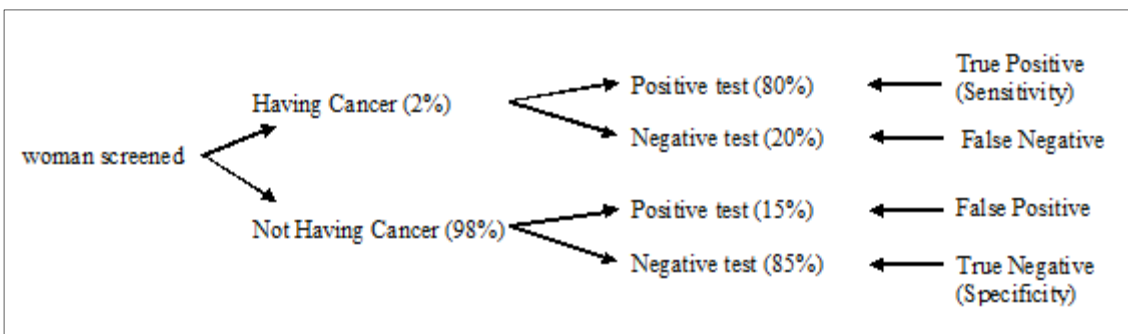 woman screened
Having Cancer (2%)
Not Having Cancer (98%)
Positive test (80%)
Negative test (20%)
Positive test (15%)
Negative test (85%)
True Positive
(Sensitivity)
False Negative
False Positive
True Negative
(Specificity)